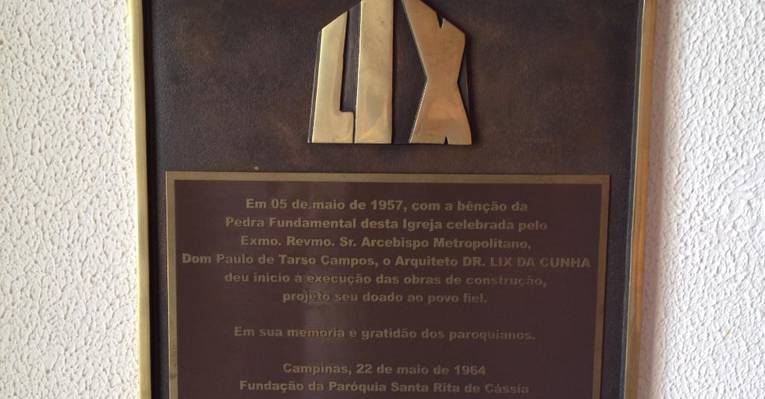 LIX
Em 05 de maio de 1957, com a bênção da
Pedra Fundamental desta Igreja celebrada pelo
Exmo. Revmo. Sr. Arcebispo Metropolitano,
Dom Paulo de Tarso Campos, o Arquiteto DR. LIX DA CUNHA
deu inicio à execução das obras de construção,
projeto seu doado ao povo fiel.
Em sua memória e gratidão dos paroquianos.
Campinas, 22 de maio de 1964
Fundação da Paróquia Santa Rita de Cássia